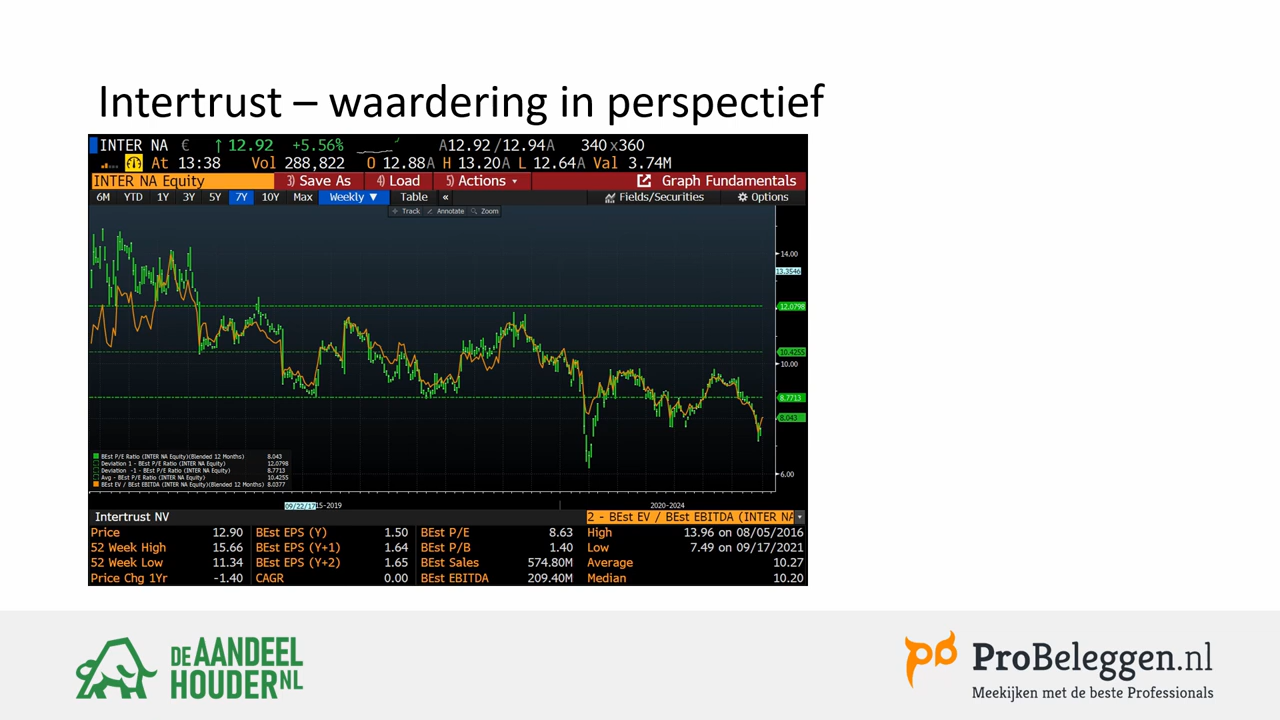 Intertrust – waardering in perspectief
INTER NA € ↑ 12.92 +5.56% A12.92 /12.94A 340 x360
At 13:38 Vol 288,822 O 12.88A H 13.20A L 12.64A Val 3.74M
INTER NA Equity 3) Save As 4) Load 5) Actions Graph Fundamentals
6M YTD 1Y 3Y 5Y 7Y 10Y Max Weekly ▼ Table « Fields/Securities Options
Track Annotate Zoom
14.00
13.3546
12.0798
10.4255
10.00
8.7713
8.043
6.00
BEst P/E Ratio (INTER NA Equity)(Blended 12 Months) 8.043
Deviation 1 - BEst P/E Ratio (INTER NA Equity) 12.0798
Deviation -1 - BEst P/E Ratio (INTER NA Equity) 8.7713
Avg - BEst P/E Ratio (INTER NA Equity) 10.4255
BEst EV / BEst EBITDA (INTER NA Equity)(Blended 12 Months) 8.0377
09/22/17 15-2019 2020-2024
Intertrust NV 2 - BEst EV / BEst EBITDA (INTER NA
Price 12.90 BEst EPS (Y) 1.50 BEst P/E 8.63 High 13.96 on 08/05/2016
52 Week High 15.66 BEst EPS (Y+1) 1.64 BEst P/B 1.40 Low 7.49 on 09/17/2021
52 Week Low 11.34 BEst EPS (Y+2) 1.65 BEst Sales 574.80M Average 10.27
Price Chg 1Yr -1.40 CAGR 0.00 BEst EBITDA 209.40M Median 10.20
DE AANDEEL
HOUDER NL
ProBeleggen.nl
Meekijken met de beste Professionals